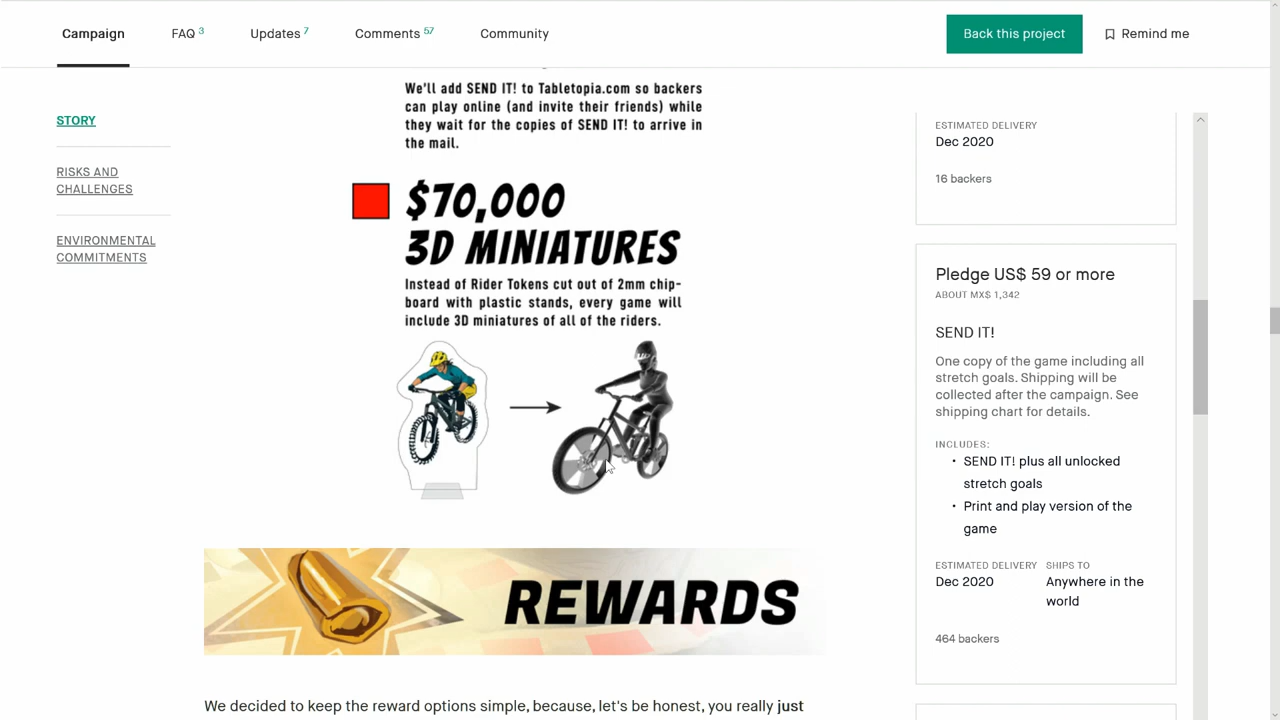 Campaign FAQ 3 Updates 7 Comments 57 Community Back this project Remind me
STORY
RISKS AND
CHALLENGES
ENVIRONMENTAL
COMMITMENTS
We'll add SEND IT! to Tabletopia.com so backers
can play online (and invite their friends) while
they wait for the copies of SEND IT! to arrive in
the mail.
$70,000
3D MINIATURES
Instead of Rider Tokens cut out of 2mm chip-
board with plastic stands, every game will
include 3D miniatures of all of the riders.
REWARDS
We decided to keep the reward options simple, because, let's be honest, you really just
ESTIMATED DELIVERY
Dec 2020
16 backers
Pledge US$ 59 or more
ABOUT MX$ 1,342
SEND IT!
One copy of the game including all
stretch goals. Shipping will be
collected after the campaign. See
shipping chart for details.
INCLUDES:
• SEND IT! plus all unlocked
stretch goals
• Print and play version of the
game
ESTIMATED DELIVERY SHIPS TO
Dec 2020 Anywhere in the
world
464 backers